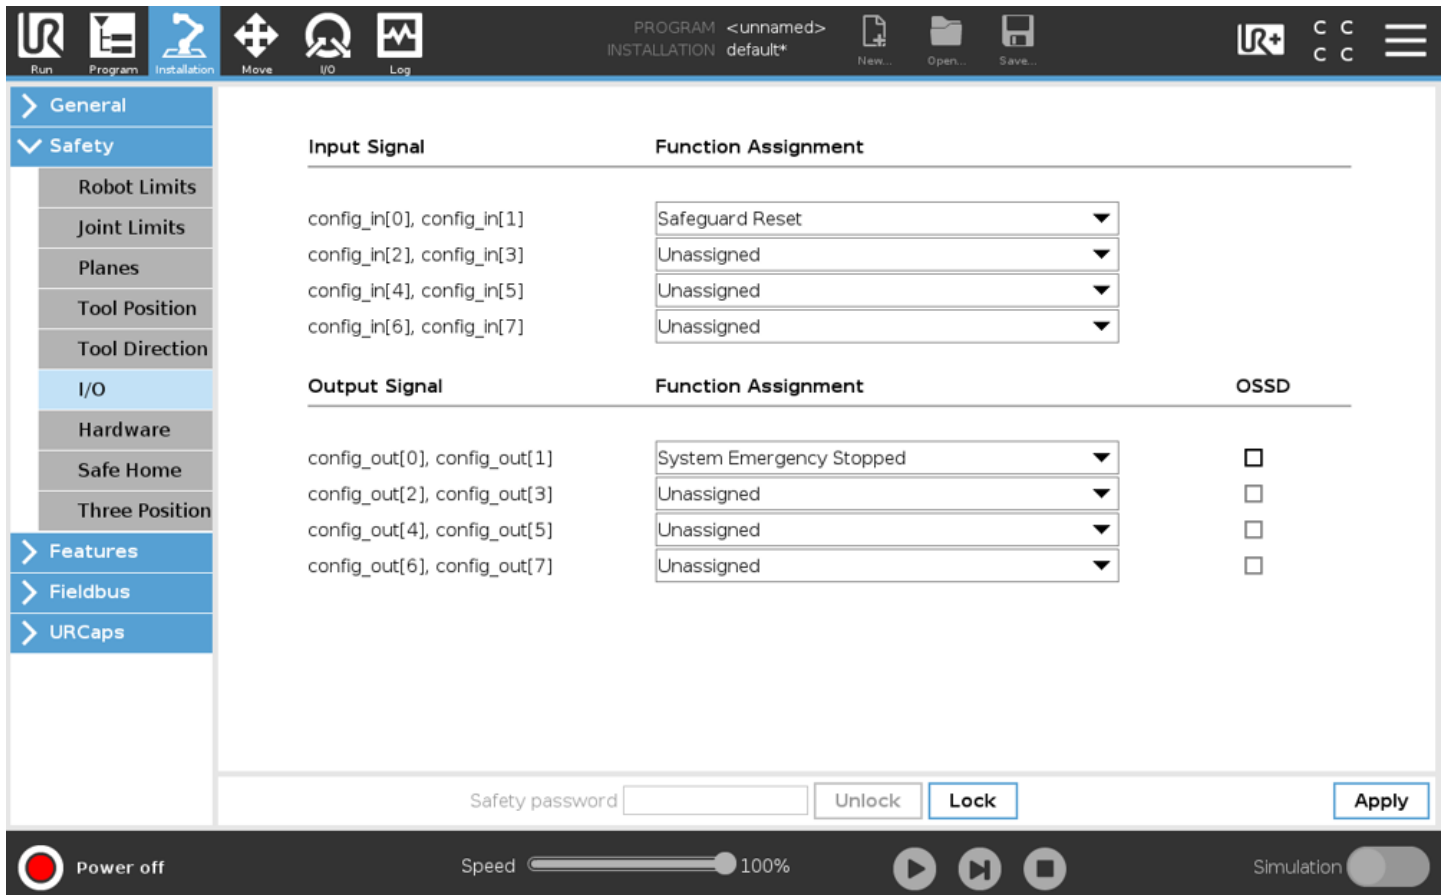 PROGRAM <unnamed>
INSTALLATION default*
UR+
C C
C C
Run Program Installation Move I/O Log New... Open... Save...
General
Safety
Robot Limits
Joint Limits
Planes
Tool Position
Tool Direction
I/O
Hardware
Safe Home
Three Position
Features
Fieldbus
URCaps
Input Signal Function Assignment
config_in[0], config_in[1] Safeguard Reset
config_in[2], config_in[3] Unassigned
config_in[4], config_in[5] Unassigned
config_in[6], config_in[7] Unassigned
Output Signal Function Assignment OSSD
config_out[0], config_out[1] System Emergency Stopped
config_out[2], config_out[3] Unassigned
config_out[4], config_out[5] Unassigned
config_out[6], config_out[7] Unassigned
Safety password Unlock Lock Apply
Power off Speed 100% Simulation